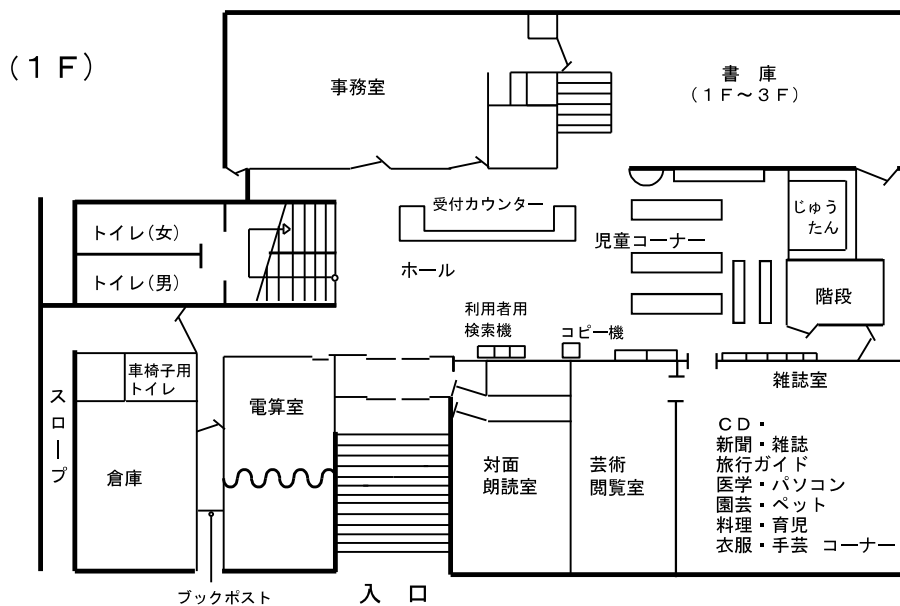 (１Ｆ)
事務室
書 庫
(１Ｆ～３Ｆ)
受付カウンター
トイレ(女)
トイレ(男)
ホール
児童コーナー
じゅう
たん
階段
利用者用
検索機
コピー機
車椅子用
トイレ
電算室
雑誌室
スロープ
倉庫
対面
朗読室
芸術
閲覧室
ＣＤ・
新聞・雑誌
旅行ガイド
医学・パソコン
園芸・ペット
料理・育児
衣服・手芸 コーナー
ブックポスト
入 口